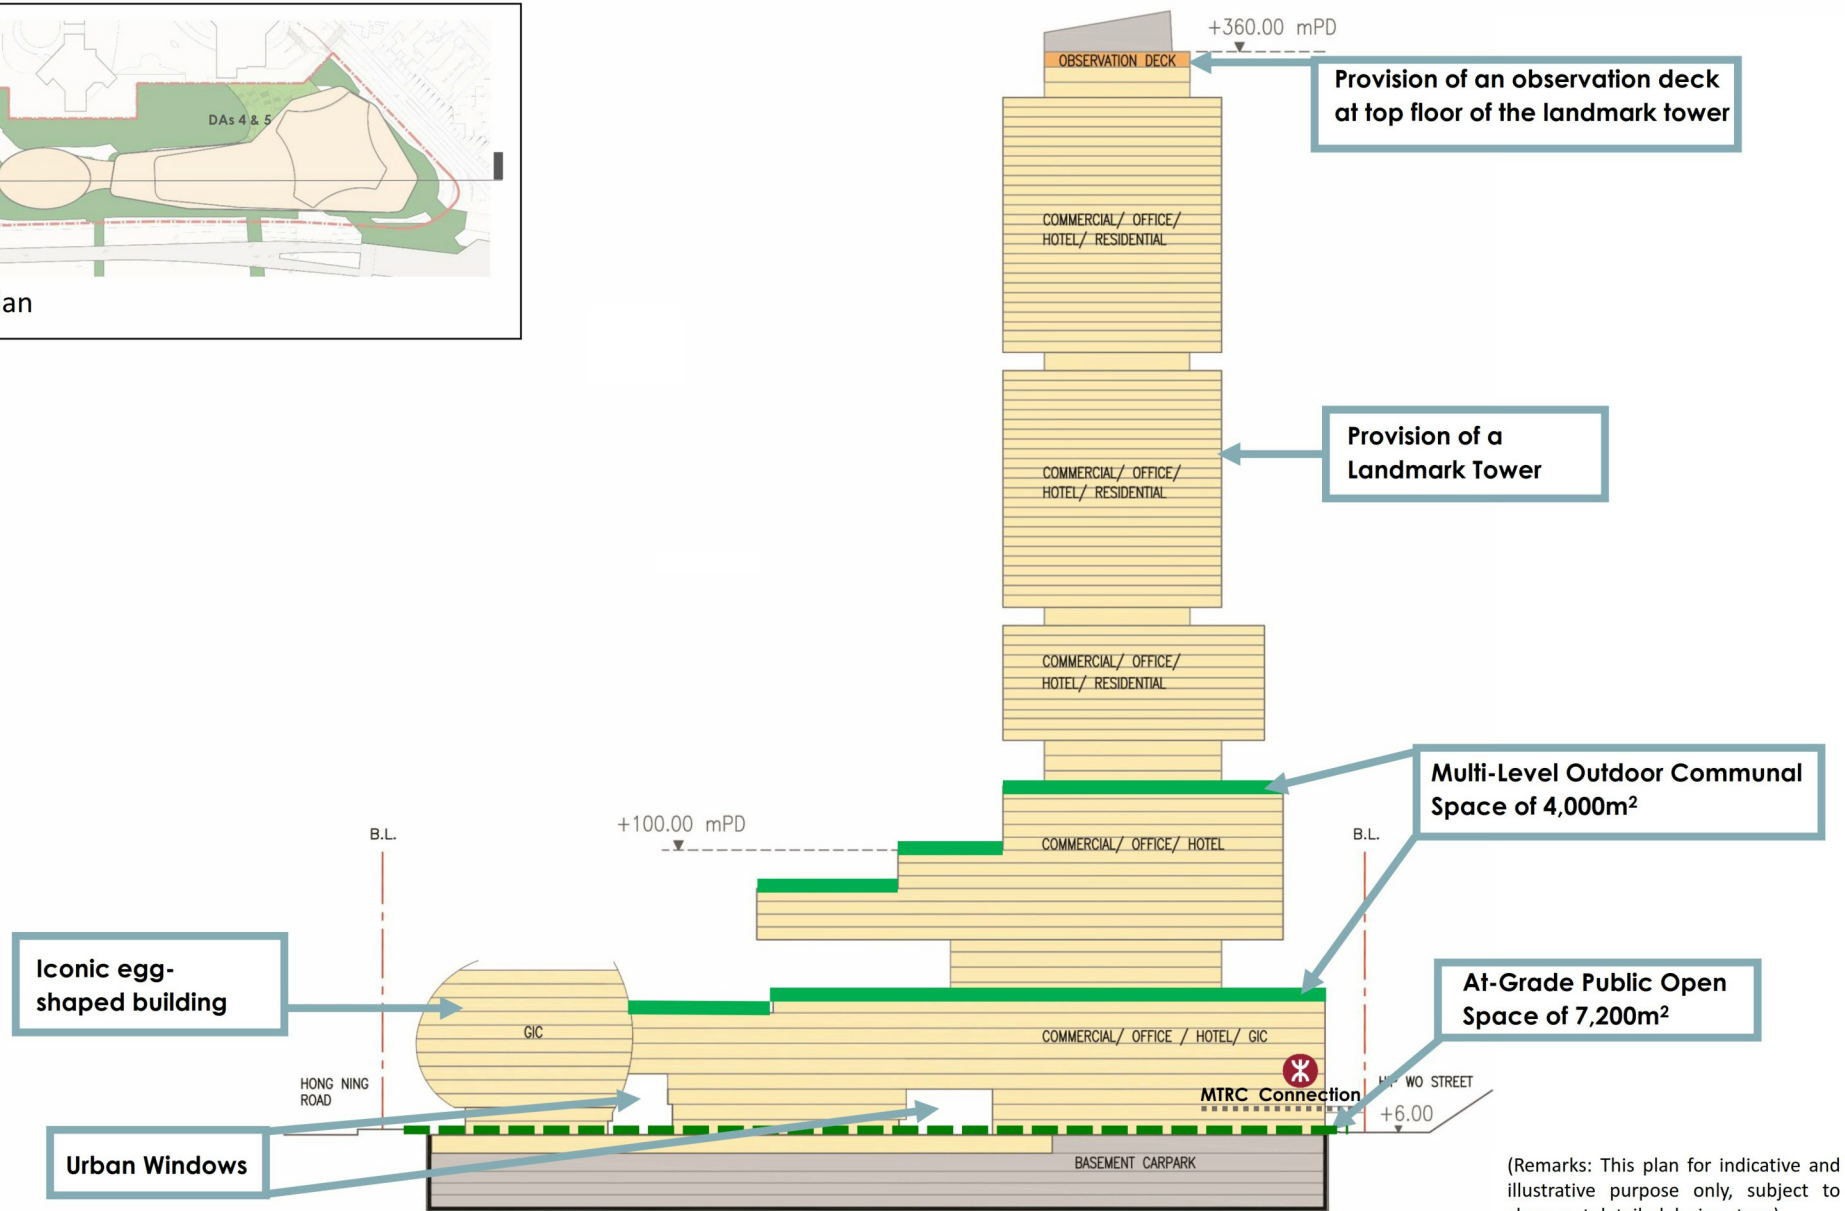 DAs 4 & 5
an
+360.00 mPD
OBSERVATION DECK
Provision of an observation deck
at top floor of the landmark tower
COMMERCIAL/ OFFICE/
HOTEL/ RESIDENTIAL
COMMERCIAL/ OFFICE/
HOTEL/ RESIDENTIAL
Provision of a
Landmark Tower
COMMERCIAL/ OFFICE/
HOTEL/ RESIDENTIAL
Multi-Level Outdoor Communal
Space of 4,000m²
+100.00 mPD
B.L.
B.L.
COMMERCIAL/ OFFICE/ HOTEL
Iconic egg-
shaped building
At-Grade Public Open
Space of 7,200m²
GIC
COMMERCIAL/ OFFICE / HOTEL/ GIC
HONG NING
ROAD
MTRC Connection
WO STREET
+6.00
Urban Windows
BASEMENT CARPARK
(Remarks: This plan for indicative and
illustrative purpose only, subject to